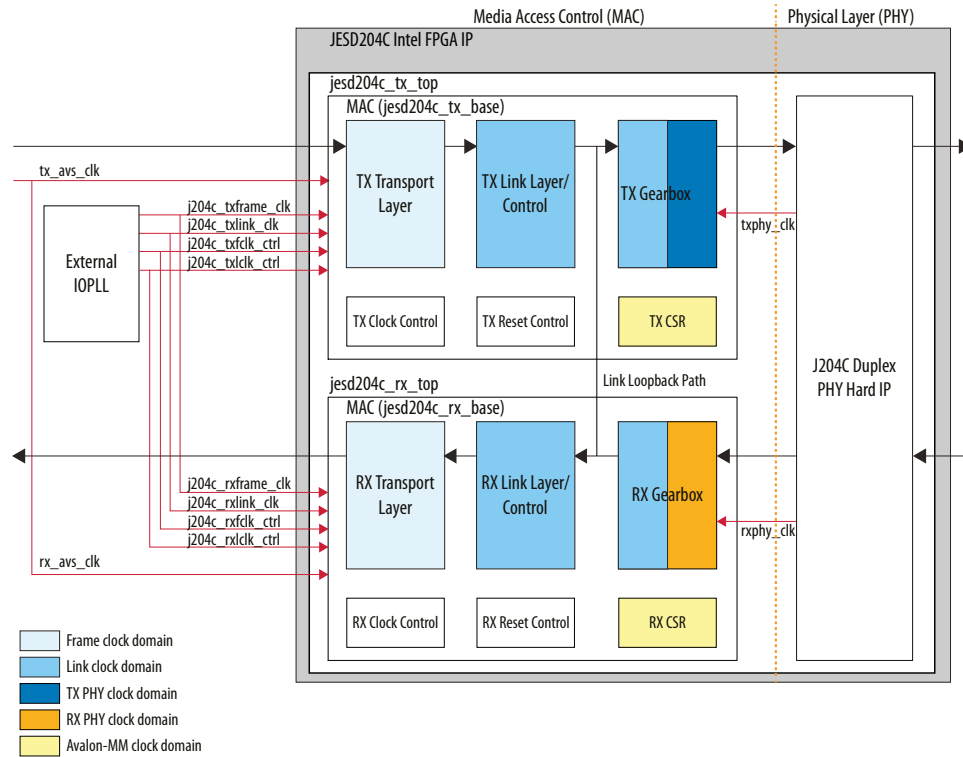 Media Access Control (MAC)
Physical Layer (PHY)
JESD204C Intel FPGA IP
jesd204c_tx_top
MAC (jesd204c_tx_base)
tx_avs_clk
TX Transport
Layer
TX Link Layer/
Control
TX Gearbox
External
IOPLL
j204c_txframe_clk
j204c_txlink_clk
j204c_txfclk_ctrl
j204c_txlclk_ctrl
txphy_clk
TX Clock Control
TX Reset Control
TX CSR
J204C Duplex
PHY Hard IP
Link Loopback Path
jesd204c_rx_top
MAC (jesd204c_rx_base)
RX Transport
Layer
RX Link Layer/
Control
RX Gearbox
j204c_rxframe_clk
j204c_rxlink_clk
j204c_rxfclk_ctrl
j204c_rxlclk_ctrl
rxphy_clk
rx_avs_clk
RX Clock Control
RX Reset Control
RX CSR
Frame clock domain
Link clock domain
TX PHY clock domain
RX PHY clock domain
Avalon-MM clock domain